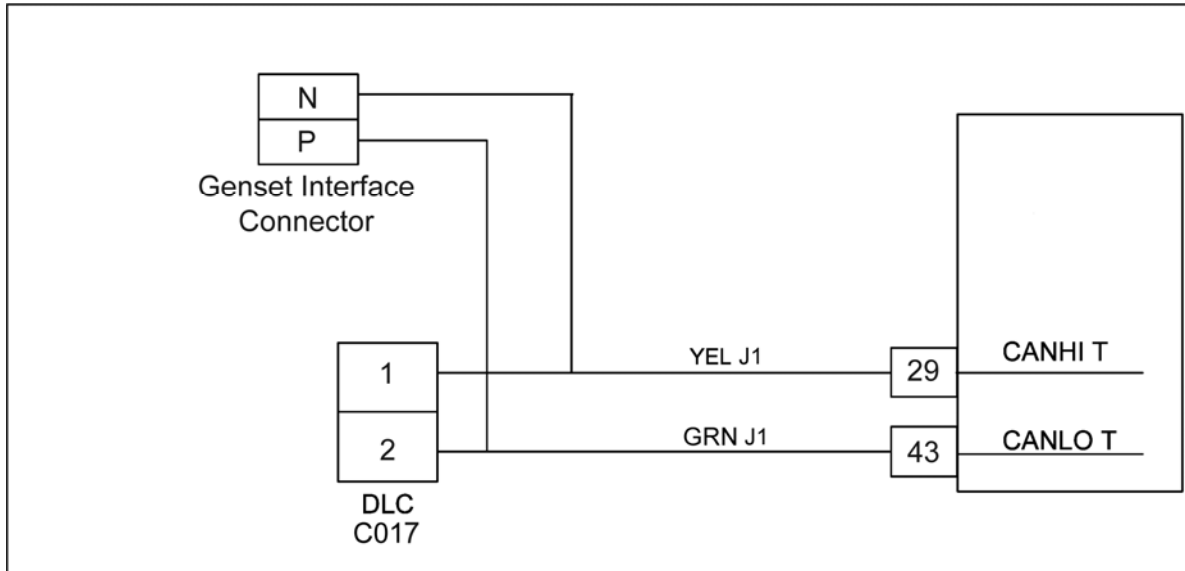 N
P
Genset Interface
Connector
1
YEL J1
29
CANHI T
2
GRN J1
43
CANLO T
DLC
C017